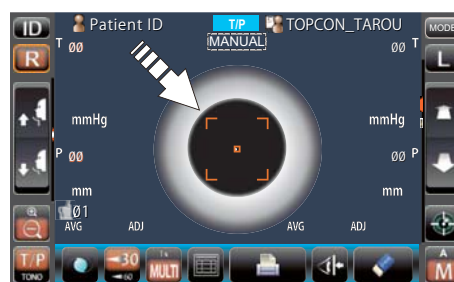 ID Patient ID T/P TOPCON_TAROU MODE
MANUAL
R T 00 00 T L
mmHg mmHg
P 00 00 P
mm mm
01
AVG ADJ AVG ADJ
T/P TONO 30 60 MULTI A M